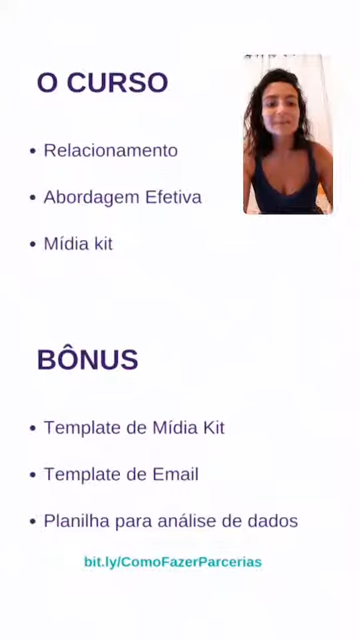 O CURSO
Relacionamento
Abordagem Efetiva
Mídia kit
BÔNUS
Template de Mídia Kit
Template de Email
Planilha para análise de dados
bit.ly/ComoFazerParcerias